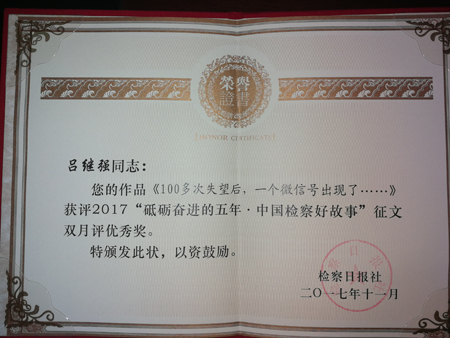 榮譽
證書
HONOR CERTIFICATE
吕继强同志：
您的作品《100多次失望后，一个微信号出现了……》
获评2017“砥砺奋进的五年·中国检察好故事”征文
双月评优秀奖。
特颁发此状，以资鼓励。
检察日报社
二〇一七年十一月